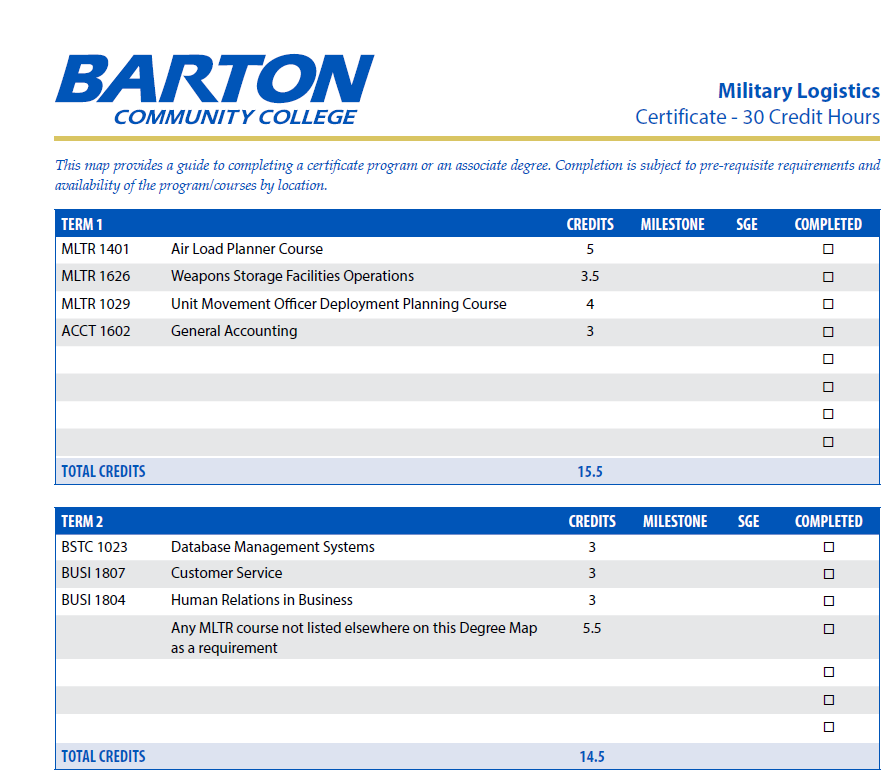 BARTON
COMMUNITY COLLEGE
Military Logistics
Certificate - 30 Credit Hours
This map provides a guide to completing a certificate program or an associate degree. Completion is subject to pre-requisite requirements and
availability of the program/courses by location.
TERM 1 CREDITS MILESTONE SGE COMPLETED
MLTR 1401 Air Load Planner Course 5
MLTR 1626 Weapons Storage Facilities Operations 3.5
MLTR 1029 Unit Movement Officer Deployment Planning Course 4
ACCT 1602 General Accounting 3
TOTAL CREDITS 15.5
TERM 2 CREDITS MILESTONE SGE COMPLETED
BSTC 1023 Database Management Systems 3
BUSI 1807 Customer Service 3
BUSI 1804 Human Relations in Business 3
Any MLTR course not listed elsewhere on this Degree Map 5.5
as a requirement
TOTAL CREDITS 14.5